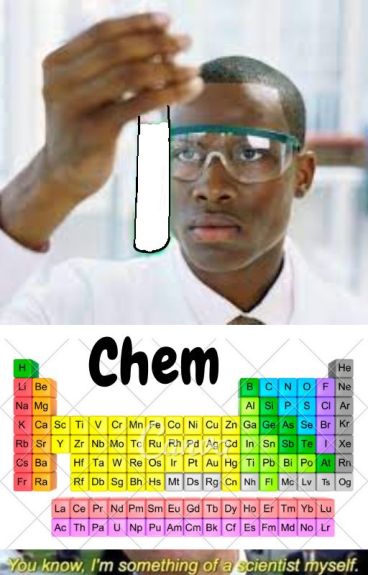 Chem
H He
Li Be B C N O F Ne
Na Mg Al Si P S Cl Ar
K Ca Sc Ti V Cr Mn Fe Co Ni Cu Zn Ga Ge As Se Br Kr
Rb Sr Y Zr Nb Mo Tc Ru Rh Pd Ag Cd In Sn Sb Te I Xe
Cs Ba Hf Ta W Re Os Ir Pt Au Hg Tl Pb Bi Po At Rn
Fr Ra Rf Db Sg Bh Hs Mt Ds Rg Cn Nh Fl Mc Lv Ts Og
La Ce Pr Nd Pm Sm Eu Gd Tb Dy Ho Er Tm Yb Lu
Ac Th Pa U Np Pu Am Cm Bk Cf Es Fm Md No Lr
You know, I'm something of a scientist myself.